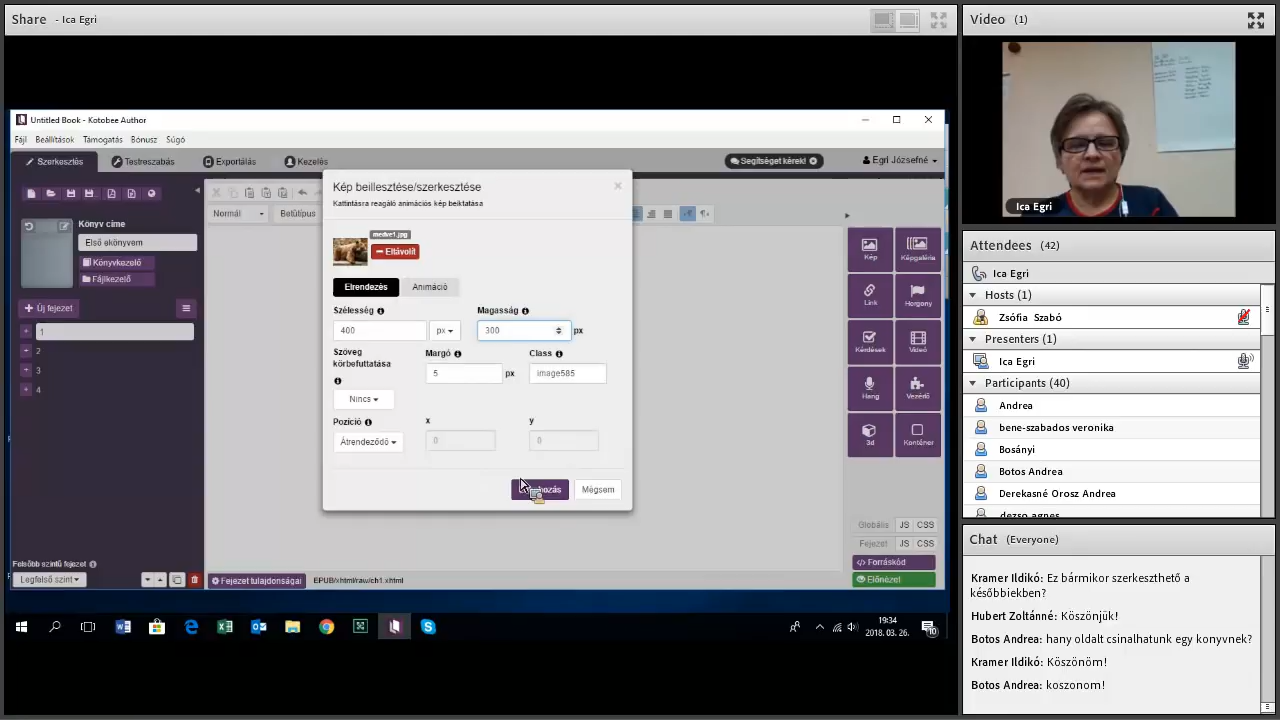 Share - Ica Egri
Untitled Book - Kotobee Author
Fájl Beállítások Támogatás Bónusz Súgó
Szerkesztés Testreszabás Exportálás Kezelés
Segítséget kérek!
Egri Józsefné
Könyv címe
Első ekönyvem
Könyvkezelő
Fájlkezelő
Új fejezet
1
2
3
4
Felsőbb szintű fejezet
Legfelső szint
Normál
Betűtípus
Kép beillesztése/szerkesztése
×
Kattintásra reagáló animációs kép beiktatása
medve1.jpg
Eltávolít
Elrendezés Animáció
Szélesség Magasság
400 px 300 px
Szöveg körbefuttatása
Margó Class
5 px image585
Nincs
Pozíció x y
Átrendeződő 0 0
Mégsem
Kép Képgaléria
Link Horgony
Kérdések Videó
Hang Vezérlő
3d Konténer
Globális JS CSS
Fejezet JS CSS
Forráskód
Előnézet
Fejezet tulajdonságai EPUB/xhtml/raw/ch1.xhtml
19:34
2018. 03. 26.
10
Video (1)
Ica Egri
Attendees (42)
Ica Egri
Hosts (1)
Zsófia Szabó
Presenters (1)
Ica Egri
Participants (40)
Andrea
bene-szabados veronika
Bosányi
Botos Andrea
Derekasné Orosz Andrea
dezso agnes
Chat (Everyone)
Kramer Ildikó: Ez bármikor szerkeszthető a
későbbiekben?
Hubert Zoltánné: Köszönjük!
Botos Andrea: hany oldalt csinalhatunk egy konyvnek?
Kramer Ildikó: Köszönöm!
Botos Andrea: koszonom!